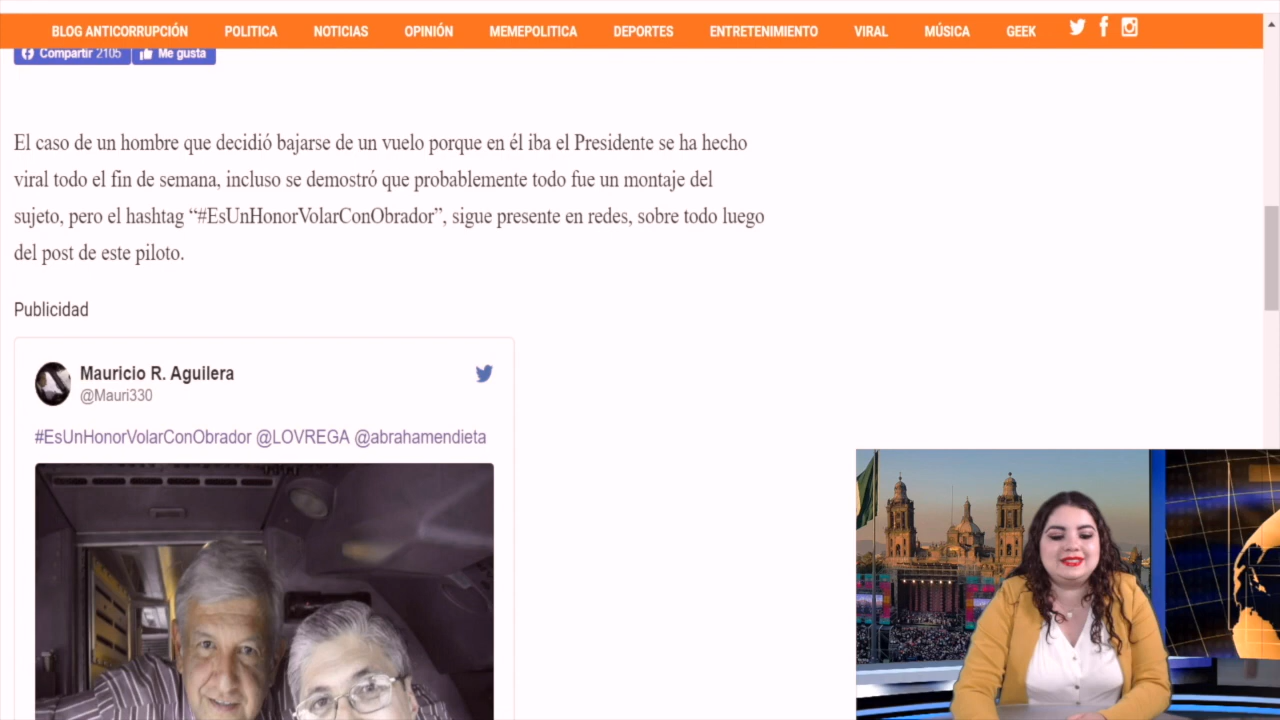 BLOG ANTICORRUPCIÓN POLITICA NOTICIAS OPINIÓN MEMEPOLITICA DEPORTES ENTRETENIMIENTO VIRAL MÚSICA GEEK
Compartir 2105 Me gusta
El caso de un hombre que decidió bajarse de un vuelo porque en él iba el Presidente se ha hecho
viral todo el fin de semana, incluso se demostró que probablemente todo fue un montaje del
sujeto, pero el hashtag “#EsUnHonorVolarConObrador”, sigue presente en redes, sobre todo luego
del post de este piloto.
Publicidad
Mauricio R. Aguilera
@Mauri330
#EsUnHonorVolarConObrador @LOVREGA @abrahamendieta